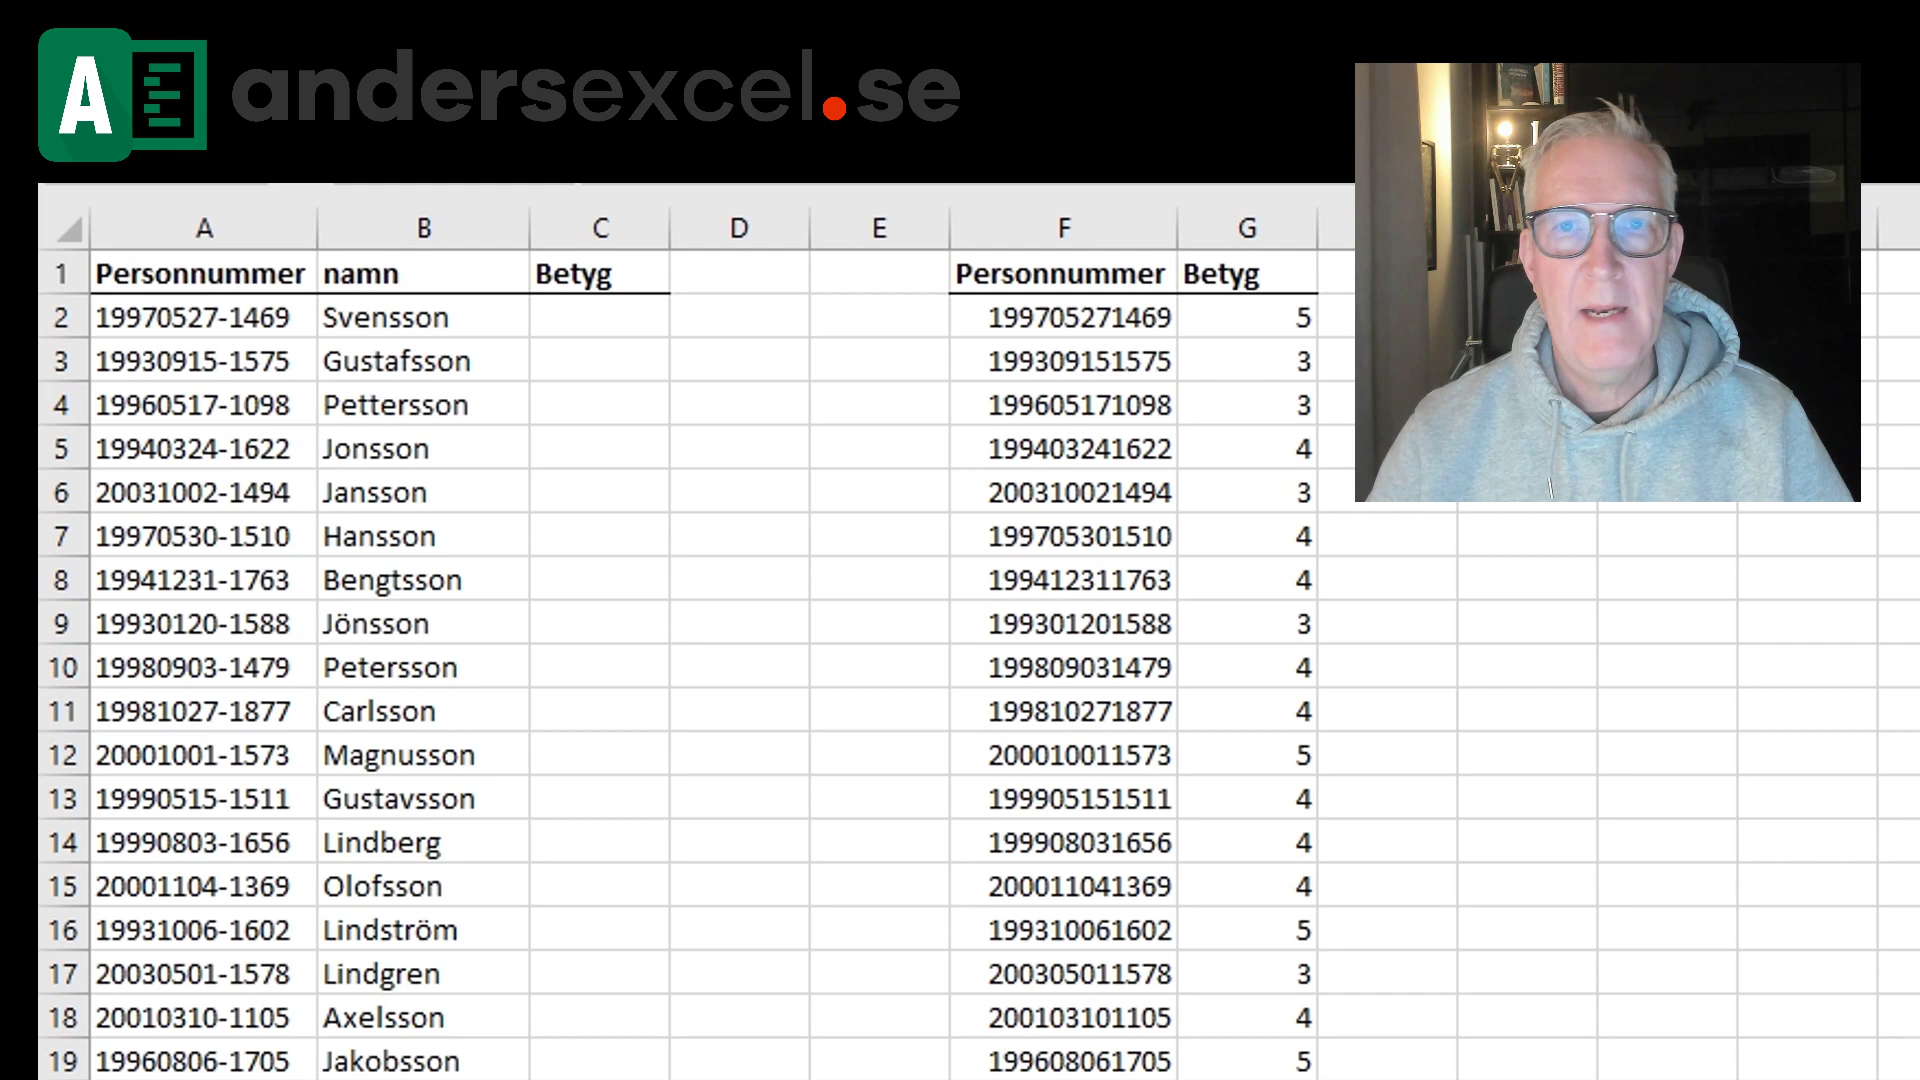 A
andersexcel.se
A B C D E F G
1 Personnummer namn Betyg Personnummer Betyg
2 19970527-1469 Svensson 199705271469 5
3 19930915-1575 Gustafsson 199309151575 3
4 19960517-1098 Pettersson 199605171098 3
5 19940324-1622 Jonsson 199403241622 4
6 20031002-1494 Jansson 200310021494 3
7 19970530-1510 Hansson 199705301510 4
8 19941231-1763 Bengtsson 199412311763 4
9 19930120-1588 Jönsson 199301201588 3
10 19980903-1479 Petersson 199809031479 4
11 19981027-1877 Carlsson 199810271877 4
12 20001001-1573 Magnusson 200010011573 5
13 19990515-1511 Gustavsson 199905151511 4
14 19990803-1656 Lindberg 199908031656 4
15 20001104-1369 Olofsson 200011041369 4
16 19931006-1602 Lindström 199310061602 5
17 20030501-1578 Lindgren 200305011578 3
18 20010310-1105 Axelsson 200103101105 4
19 19960806-1705 Jakobsson 199608061705 5